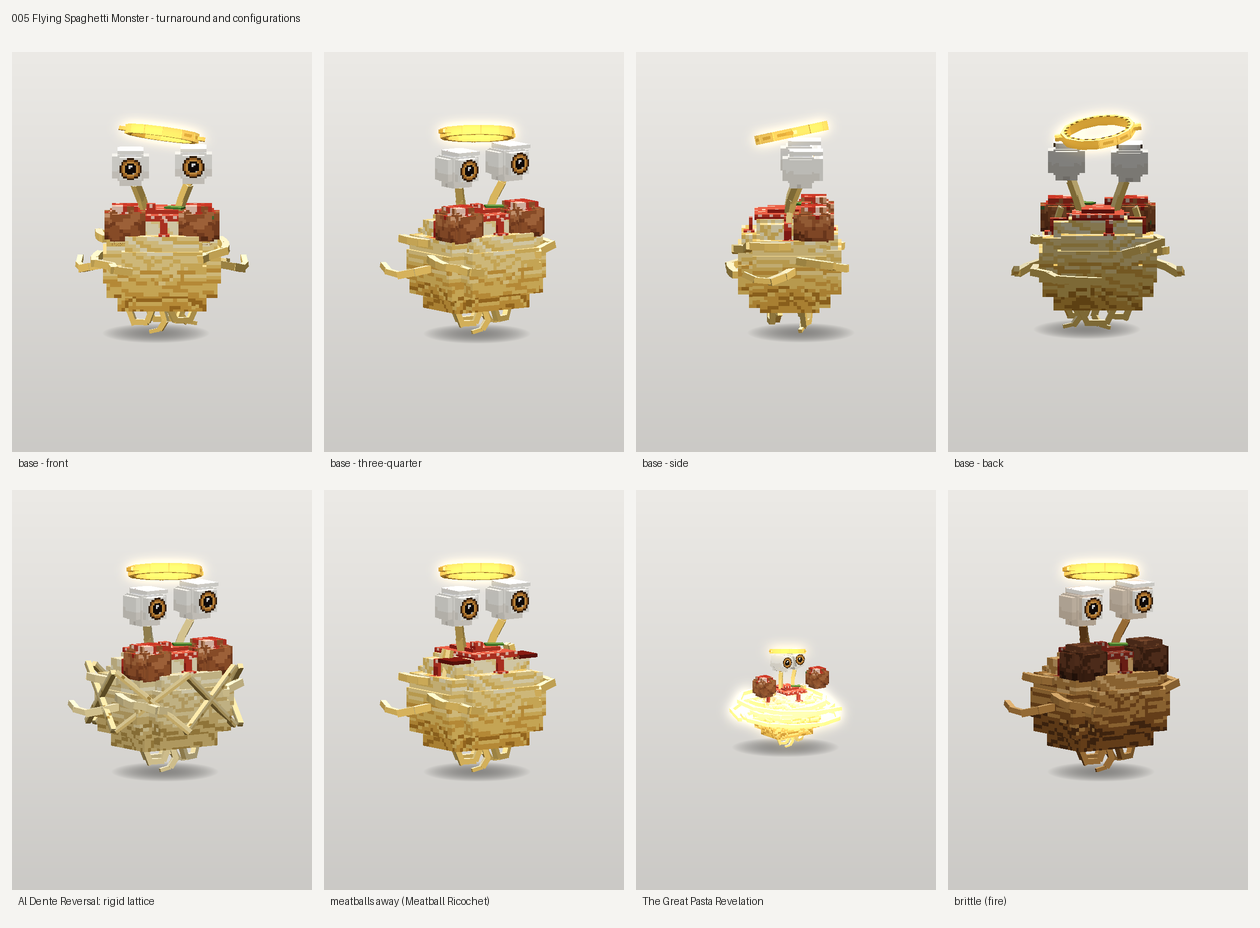 005 Flying Spaghetti Monster - turnaround and configurations
base - front
base - three-quarter
base - side
base - back
Al Dente Reversal: rigid lattice
meatballs away (Meatball Ricochet)
The Great Pasta Revelation
brittle (fire)